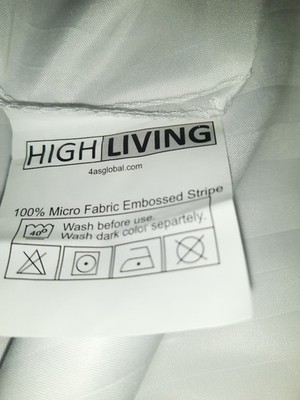 HIGH LIVING
4asglobal.com
100% Micro Fabric Embossed Stripe
40° Wash before use.
Wash dark color separtely.